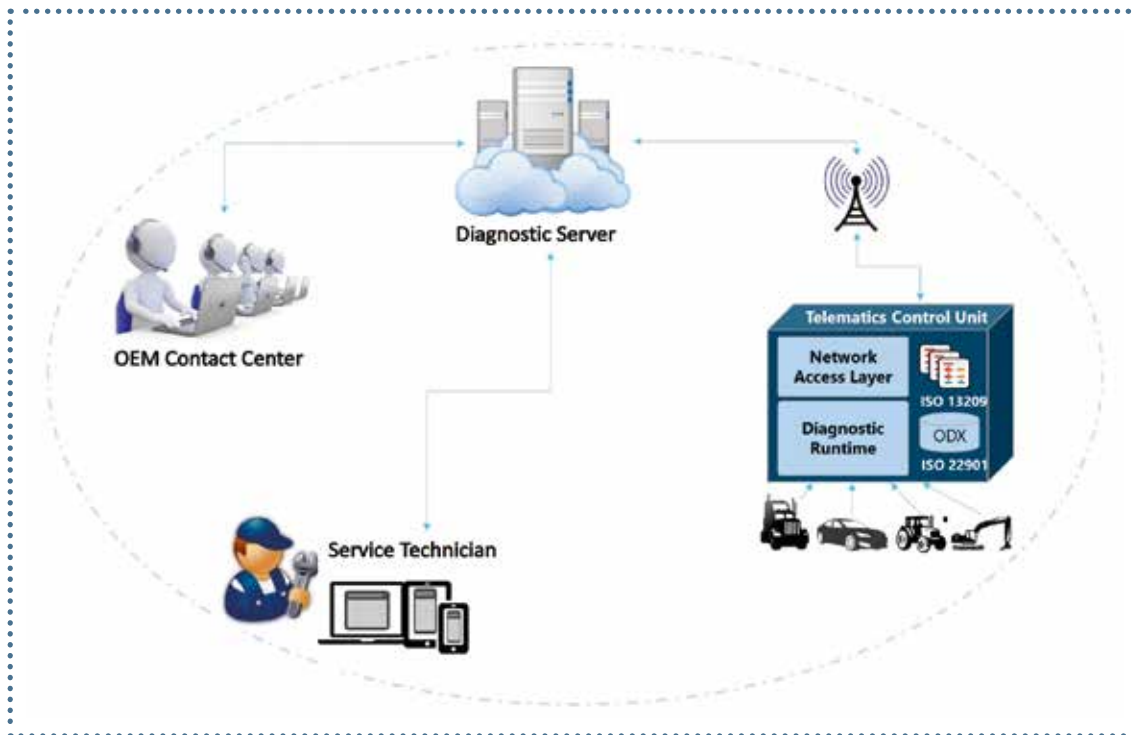 Diagnostic Server
OEM Contact Center
Telematics Control Unit
Network
Access Layer
ISO 13209
Diagnostic
Runtime
ODX
ISO 22901
Service Technician